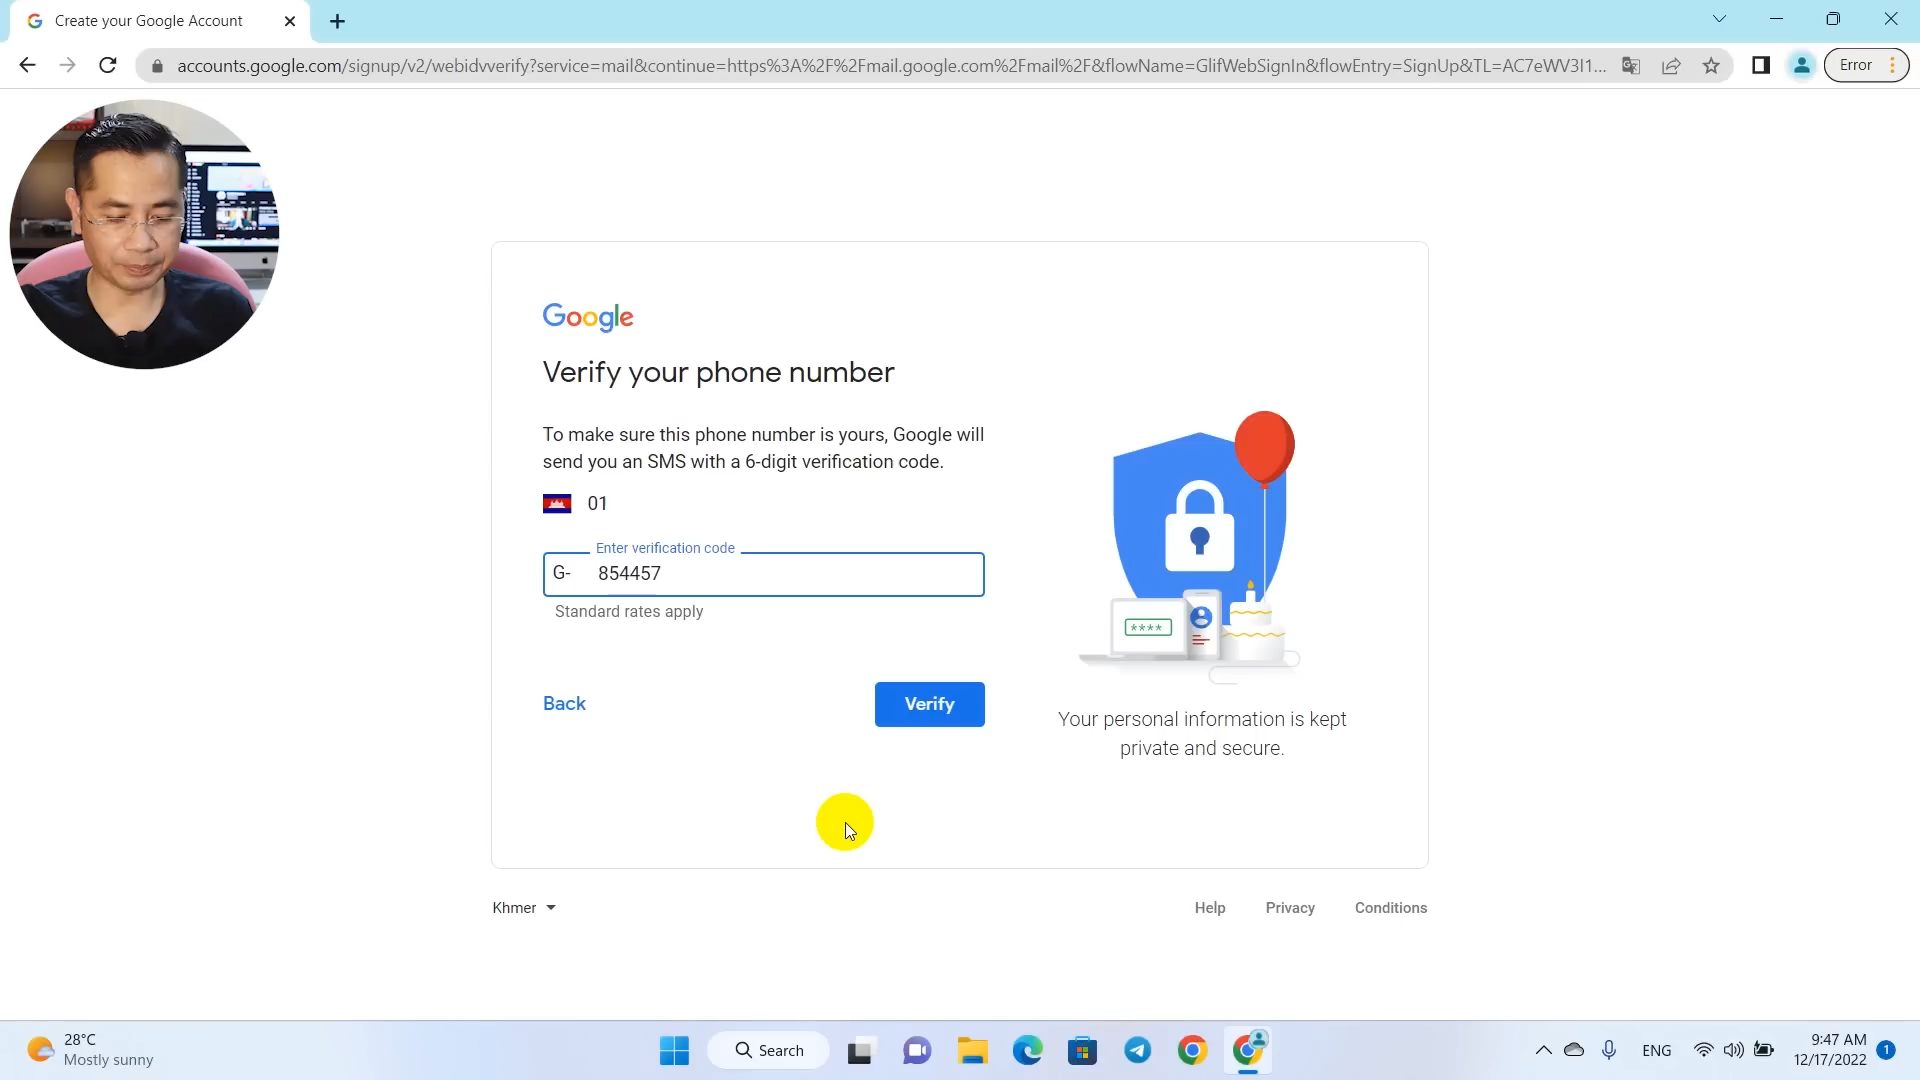 Create your Google Account
accounts.google.com/signup/v2/webidvverify?service=mail&continue=https%3A%2F%2Fmail.google.com%2Fmail%2F&flowName=GlifWebSignIn&flowEntry=SignUp&TL=AC7eWV3I1...
Error
Google
Verify your phone number
To make sure this phone number is yours, Google will
send you an SMS with a 6-digit verification code.
01
Enter verification code
G- 854457
Standard rates apply
Back
Verify
****
Your personal information is kept
private and secure.
Khmer
Help
Privacy
Conditions
28°C
Mostly sunny
Search
ENG
9:47 AM
12/17/2022
1